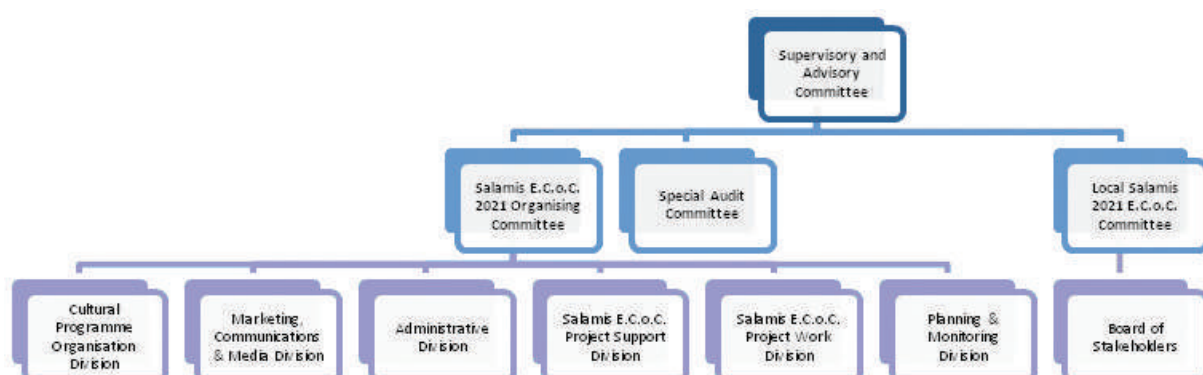 Supervisory and
Advisory
Committee
Salamis E.C.o.C.
2021 Organising
Committee
Special Audit
Committee
Local Salamis
2021 E.C.o.C.
Committee
Cultural
Programme
Organisation
Division
Marketing,
Communications
& Media Division
Administrative
Division
Salamis E.C.o.C.
Project Support
Division
Salamis E.C.o.C.
Project Work
Division
Planning &
Monitoring
Division
Board of
Stakeholders